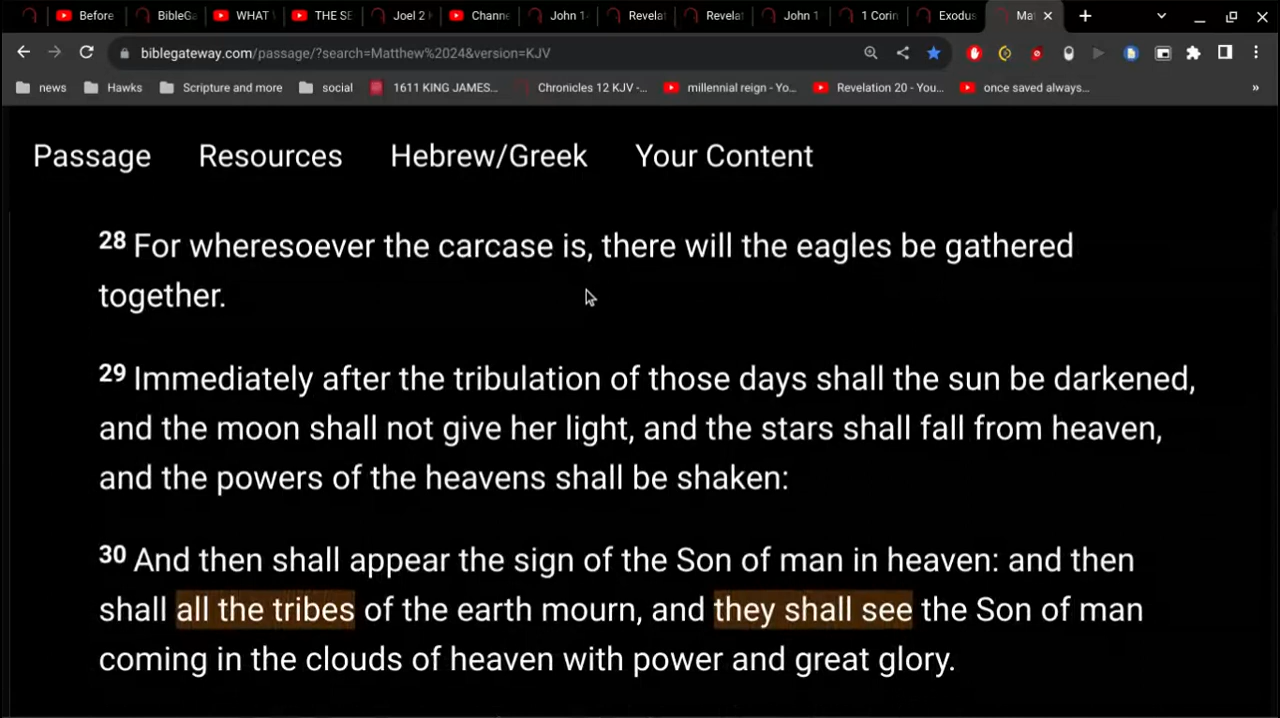 Before
BibleGa
WHAT
THE SE
Joel 2
Channe
John 1
Revelat
Revelat
John 1
1 Corin
Exodus
Mat
biblegateway.com/passage/?search=Matthew%2024&version=KJV
news
Hawks
Scripture and more
social
1611 KING JAMES...
Chronicles 12 KJV -...
millennial reign - Yo...
Revelation 20 - You...
once saved always...
»
Passage Resources Hebrew/Greek Your Content
28 For wheresoever the carcase is, there will the eagles be gathered
together.
29 Immediately after the tribulation of those days shall the sun be darkened,
and the moon shall not give her light, and the stars shall fall from heaven,
and the powers of the heavens shall be shaken:
30 And then shall appear the sign of the Son of man in heaven: and then
shall all the tribes of the earth mourn, and they shall see the Son of man
coming in the clouds of heaven with power and great glory.